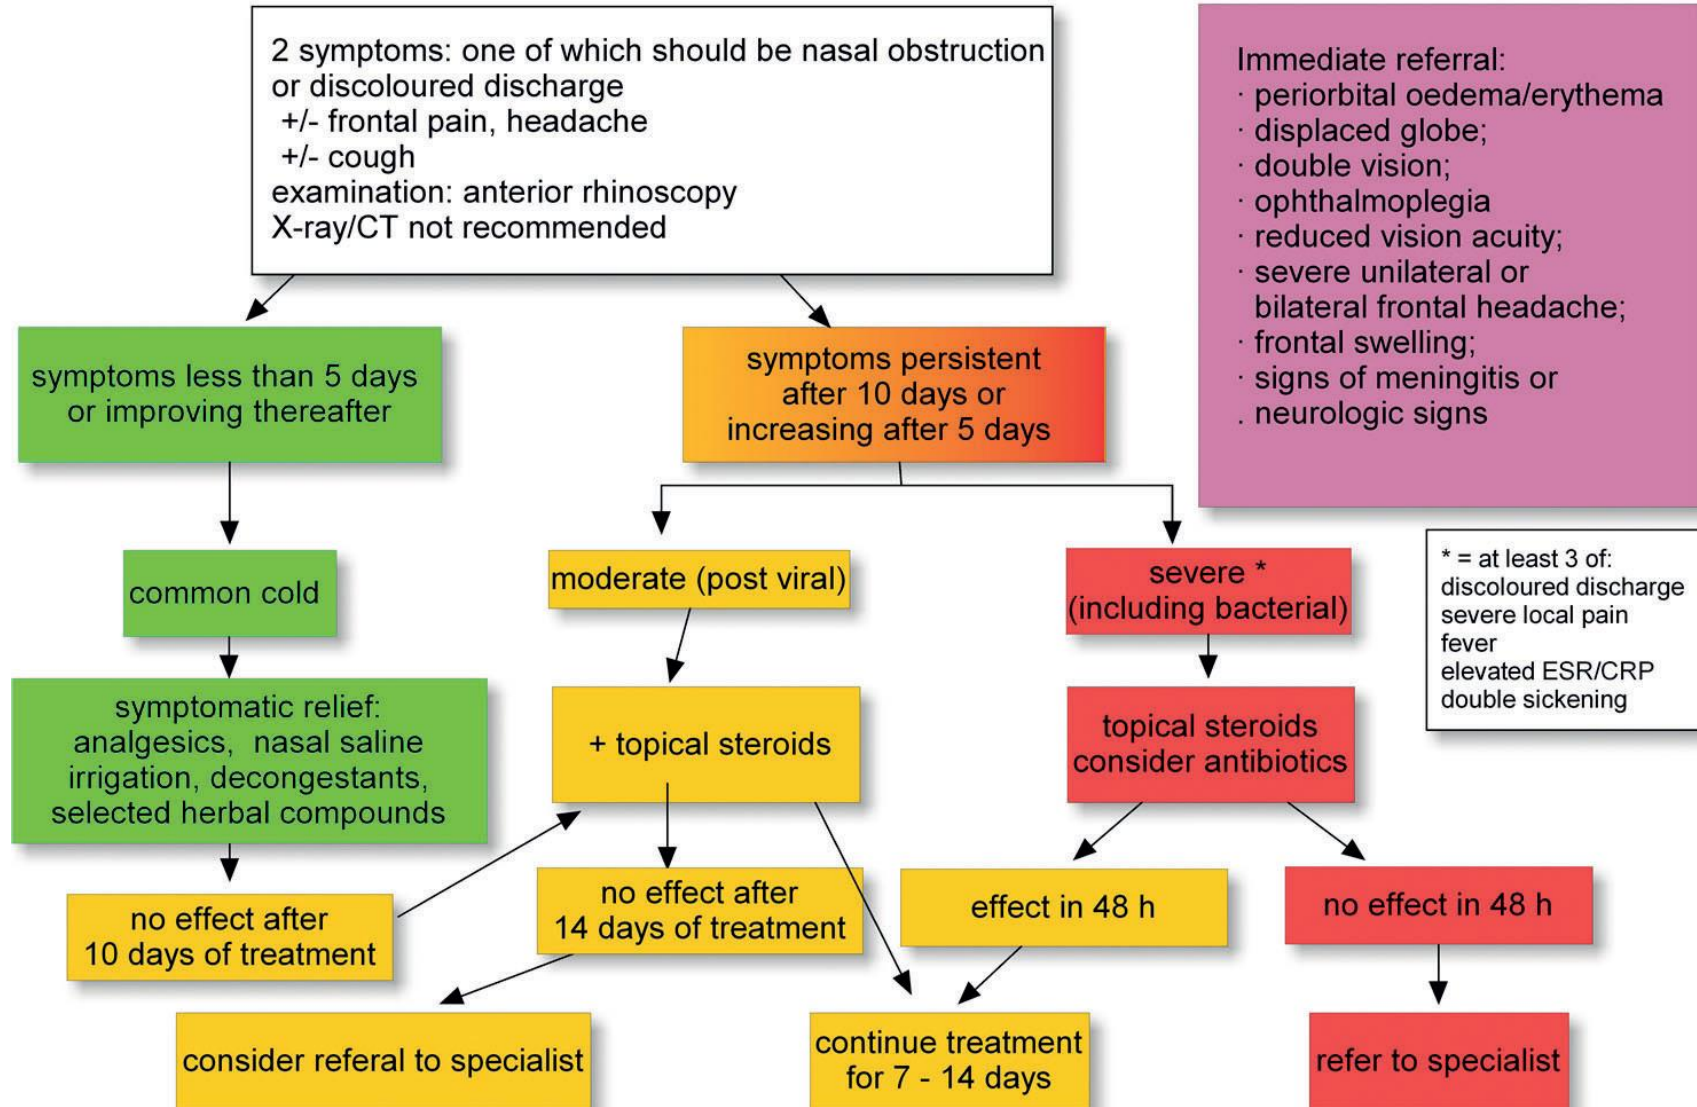 2 symptoms: one of which should be nasal obstruction
or discoloured discharge
+/- frontal pain, headache
+/- cough
examination: anterior rhinoscopy
X-ray/CT not recommended
Immediate referral:
· periorbital oedema/erythema
· displaced globe;
· double vision;
· ophthalmoplegia
· reduced vision acuity;
· severe unilateral or
bilateral frontal headache;
· frontal swelling;
· signs of meningitis or
. neurologic signs
symptoms less than 5 days
or improving thereafter
symptoms persistent
after 10 days or
increasing after 5 days
common cold
moderate (post viral)
severe *
(including bacterial)
* = at least 3 of:
discoloured discharge
severe local pain
fever
elevated ESR/CRP
double sickening
symptomatic relief:
analgesics, nasal saline
irrigation, decongestants,
selected herbal compounds
+ topical steroids
topical steroids
consider antibiotics
no effect after
10 days of treatment
no effect after
14 days of treatment
effect in 48 h
no effect in 48 h
consider referal to specialist
continue treatment
for 7 - 14 days
refer to specialist